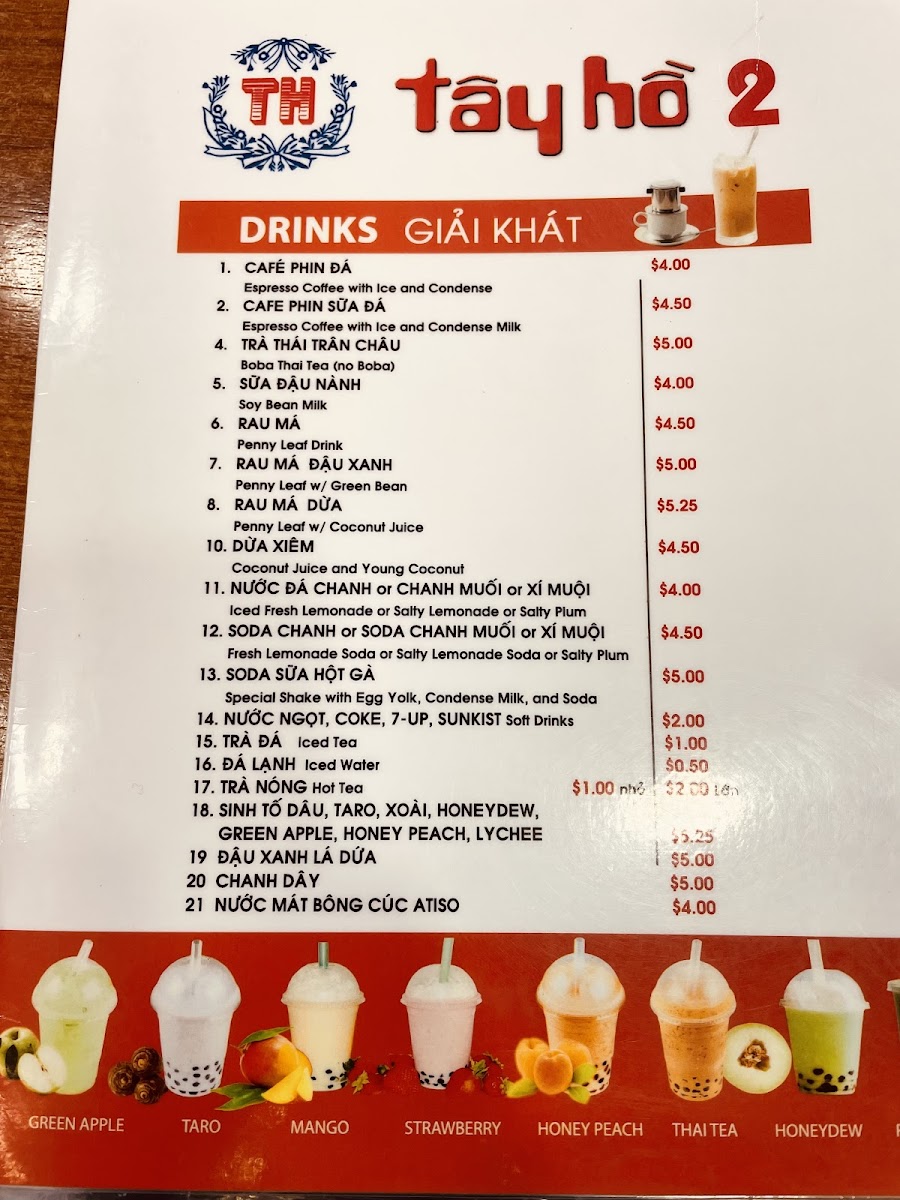 TH
tây hồ 2
DRINKS GIẢI KHÁT
1. CAFÉ PHIN ĐÁ $4.00
Espresso Coffee with Ice and Condense
2. CAFE PHIN SỮA ĐÁ $4.50
Espresso Coffee with Ice and Condense Milk
4. TRÀ THÁI TRÂN CHÂU $5.00
Boba Thai Tea (no Boba)
5. SỮA ĐẬU NÀNH $4.00
Soy Bean Milk
6. RAU MÁ $4.50
Penny Leaf Drink
7. RAU MÁ ĐẬU XANH $5.00
Penny Leaf w/ Green Bean
8. RAU MÁ DỪA $5.25
Penny Leaf w/ Coconut Juice
10. DỪA XIÊM $4.50
Coconut Juice and Young Coconut
11. NƯỚC ĐÁ CHANH or CHANH MUỐI or XÍ MUỘI $4.00
Iced Fresh Lemonade or Salty Lemonade or Salty Plum
12. SODA CHANH or SODA CHANH MUỐI or XÍ MUỘI $4.50
Fresh Lemonade Soda or Salty Lemonade Soda or Salty Plum
13. SODA SỮA HỘT GÀ $5.00
Special Shake with Egg Yolk, Condense Milk, and Soda
14. NƯỚC NGỌT, COKE, 7-UP, SUNKIST Soft Drinks $2.00
15. TRÀ ĐÁ Iced Tea $1.00
16. ĐÁ LẠNH Iced Water $0.50
17. TRÀ NÓNG Hot Tea $1.00 nhỏ $2.00 Lớn
18. SINH TỐ DÂU, TARO, XOÀI, HONEYDEW,
GREEN APPLE, HONEY PEACH, LYCHEE $5.25
19 ĐẬU XANH LÁ DỨA $5.00
20 CHANH DÂY $5.00
21 NƯỚC MÁT BÔNG CÚC ATISO $4.00
GREEN APPLE TARO MANGO STRAWBERRY HONEY PEACH THAI TEA HONEYDEW